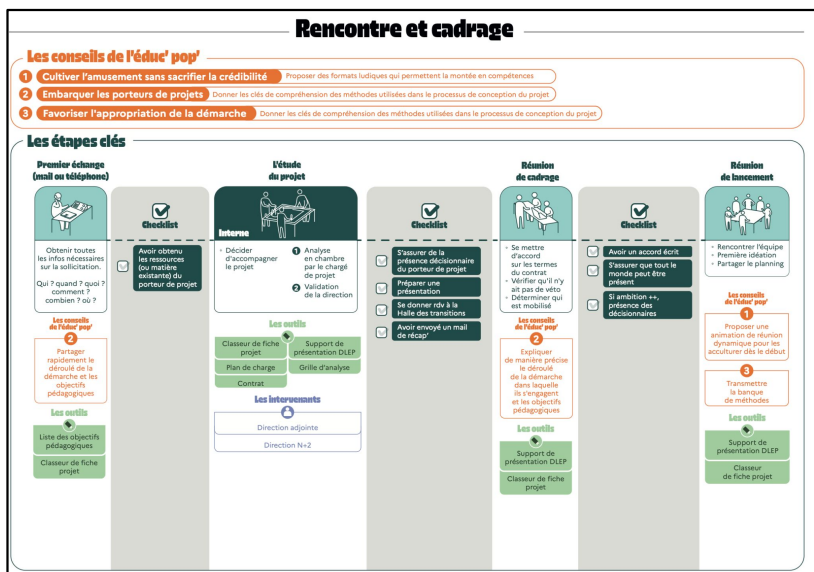 Rencontre et cadrage
Les conseils de l'éduc' pop'
1 Cultiver l'amusement sans sacrifier la crédibilité Proposer des formats ludiques qui permettent la montée en compétences
2 Embarquer les porteurs de projets Donner les clés de compréhension des méthodes utilisées dans le processus de conception du projet
3 Favoriser l'appropriation de la démarche Donner les clés de compréhension des méthodes utilisées dans le processus de conception du projet
Les étapes clés
Premier échange
(mail ou téléphone)
Obtenir toutes
les infos nécessaires
sur la sollicitation.
Qui ? quand ? quoi ?
comment ?
combien ? où ?
Les conseils
de l'éduc' pop'
2
Partager
rapidement le
déroulé de la
démarche et les
objectifs
pédagogiques
Les outils
Liste des objectifs
pédagogiques
Classeur de fiche
projet
Checklist
Avoir obtenu
les ressources
(ou matière
existante) du
porteur de projet
L'étude
du projet
Interne
• Décider
d'accompagner
le projet
1 Analyse
en chambre
par le chargé
de projet
2 Validation
de la direction
Les outils
Classeur de fiche
projet
Support de
présentation DLEP
Plan de charge
Grille d'analyse
Contrat
Les intervenants
Direction adjointe
Direction N+2
Checklist
S'assurer de la
présence décisionnaire
du porteur de projet
Préparer une
présentation
Se donner rdv à la
Halle des transitions
Avoir envoyé un mail
de récap'
Réunion
de cadrage
• Se mettre
d'accord
sur les termes
du contrat
• Vérifier qu'il n'y
ait pas de véto
• Déterminer qui
est mobilisé
Les conseils
de l'éduc' pop'
2
Expliquer
de manière précise
le déroulé
de la démarche
dans laquelle
ils s'engagent
et les objectifs
pédagogiques
Les outils
Support de
présentation DLEP
Classeur de fiche
projet
Checklist
Avoir un accord écrit
S'assurer que tout le
monde peut être
présent
Si ambition ++,
présence des
décisionnaires
Réunion
de lancement
• Rencontrer l'équipe
• Première idéation
• Partager le planning
Les conseils
de l'éduc' pop'
1
Proposer une
animation de réunion
dynamique pour les
acculturer dès le début
3
Transmettre
la banque
de méthodes
Les outils
Support de
présentation DLEP
Classeur
de fiche projet